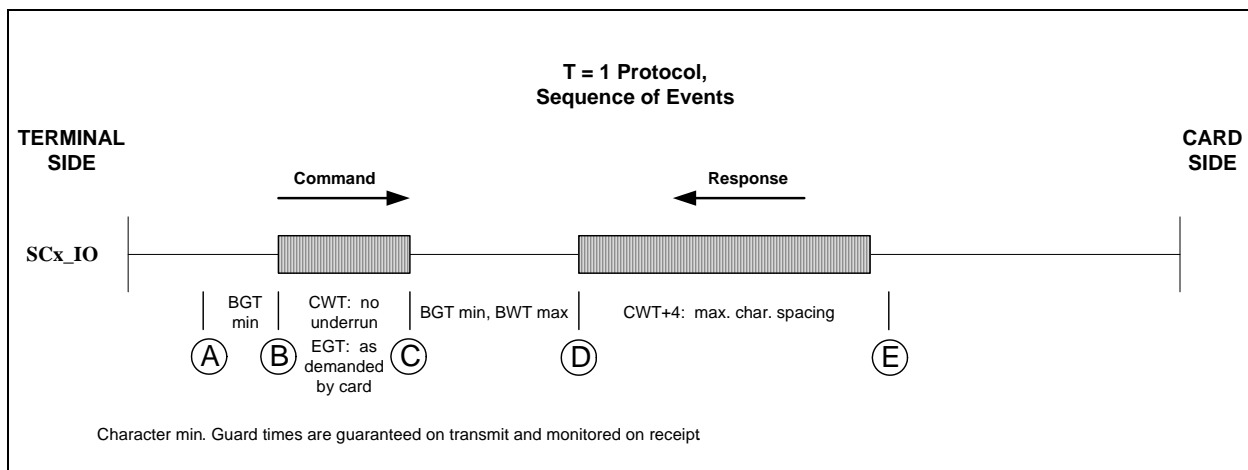 T = 1 Protocol,
Sequence of Events
TERMINAL
SIDE
CARD
SIDE
Command
Response
SCx_IO
BGT
min
CWT: no
underrun
EGT: as
demanded
by card
BGT min, BWT max
CWT+4: max. char. spacing
A
B
C
D
E
Character min. Guard times are guaranteed on transmit and monitored on receipt